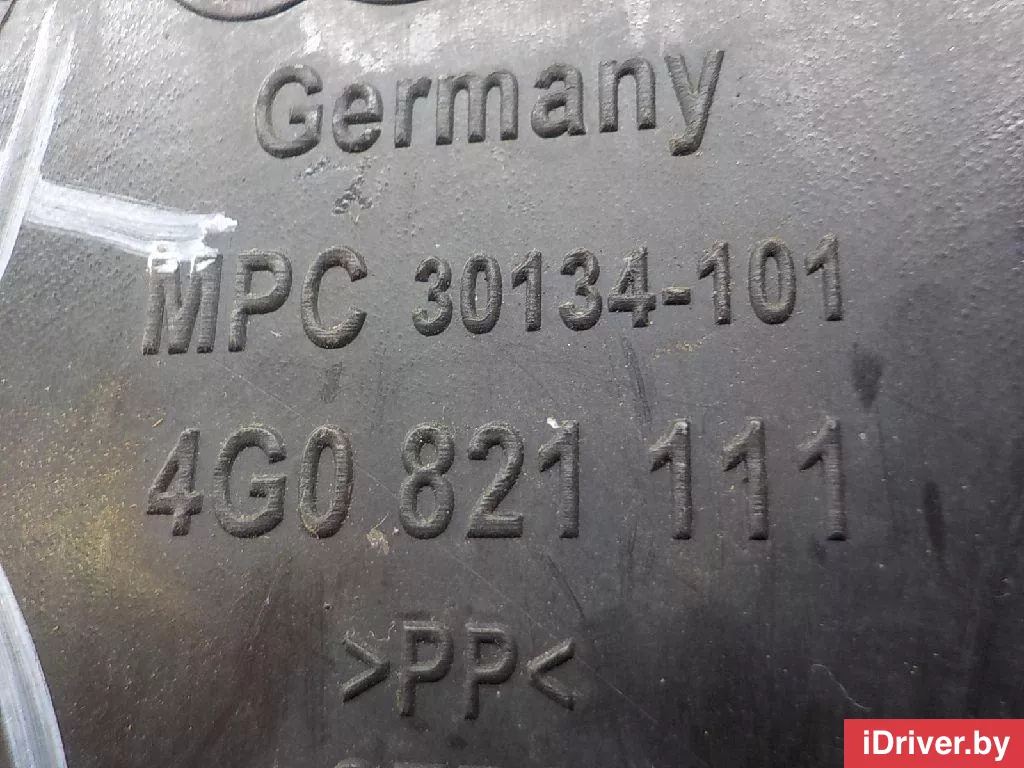 Germany
MPC 30134-101
4G0 821 111
>PP<
iDriver.by